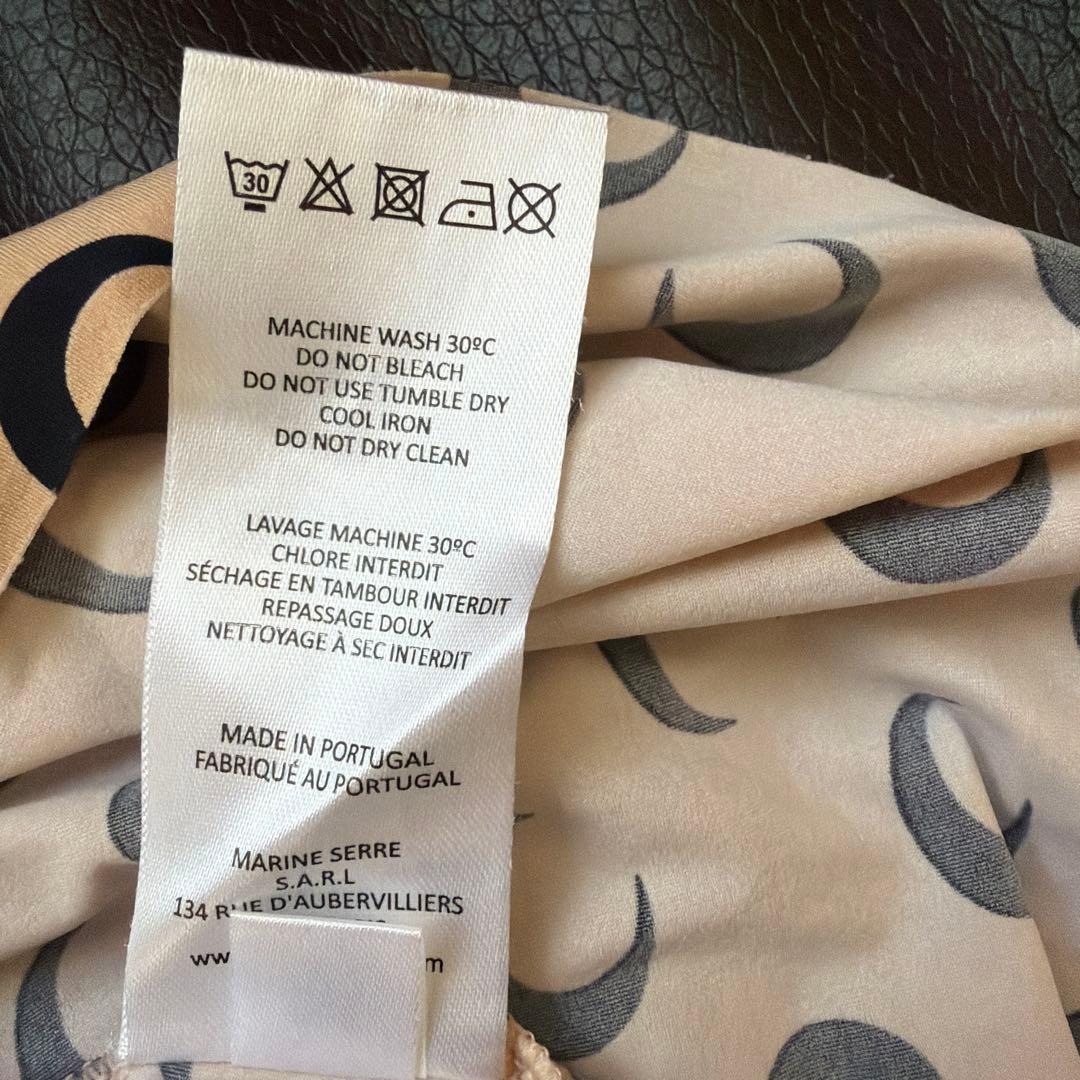 30
MACHINE WASH 30ºC
DO NOT BLEACH
DO NOT USE TUMBLE DRY
COOL IRON
DO NOT DRY CLEAN
LAVAGE MACHINE 30ºC
CHLORE INTERDIT
SÉCHAGE EN TAMBOUR INTERDIT
REPASSAGE DOUX
NETTOYAGE À SEC INTERDIT
MADE IN PORTUGAL
FABRIQUÉ AU PORTUGAL
MARINE SERRE
S.A.R.L
134 RUE D'AUBERVILLIERS